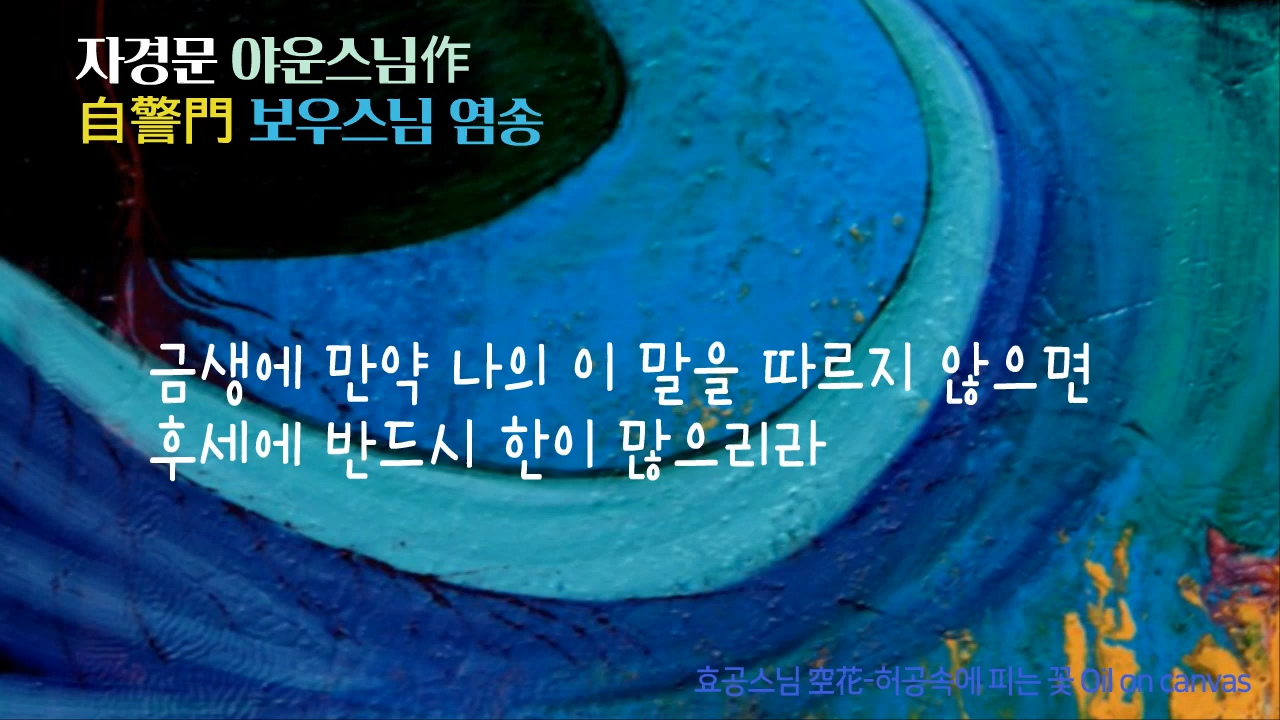 자경문 야운스님作
自警門 보우스님 염송
금생에 만약 나의 이 말을 따르지 않으면
후세에 반드시 한이 많으리라
효공스님 空花-허공속에 피는 꽃 Oil on canvas